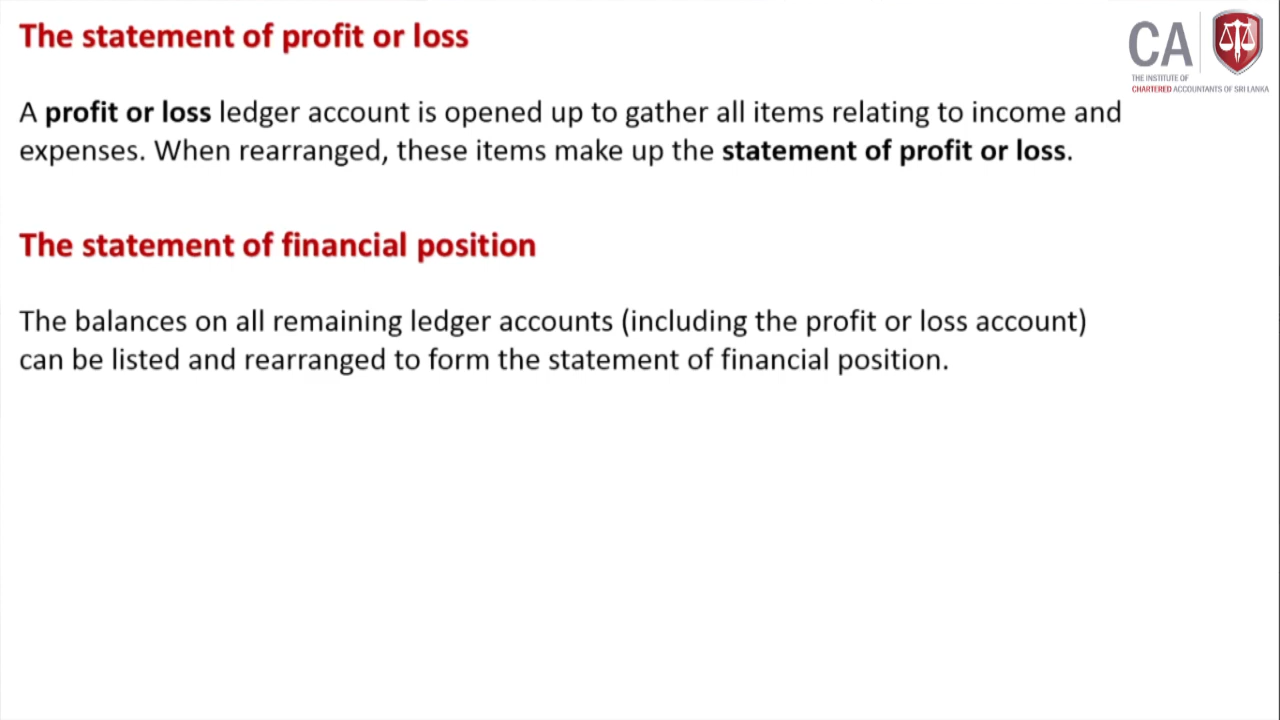 The statement of profit or loss
CA
THE INSTITUTE OF
CHARTERED ACCOUNTANTS OF SRI LANKA
A profit or loss ledger account is opened up to gather all items relating to income and
expenses. When rearranged, these items make up the statement of profit or loss.
The statement of financial position
The balances on all remaining ledger accounts (including the profit or loss account)
can be listed and rearranged to form the statement of financial position.